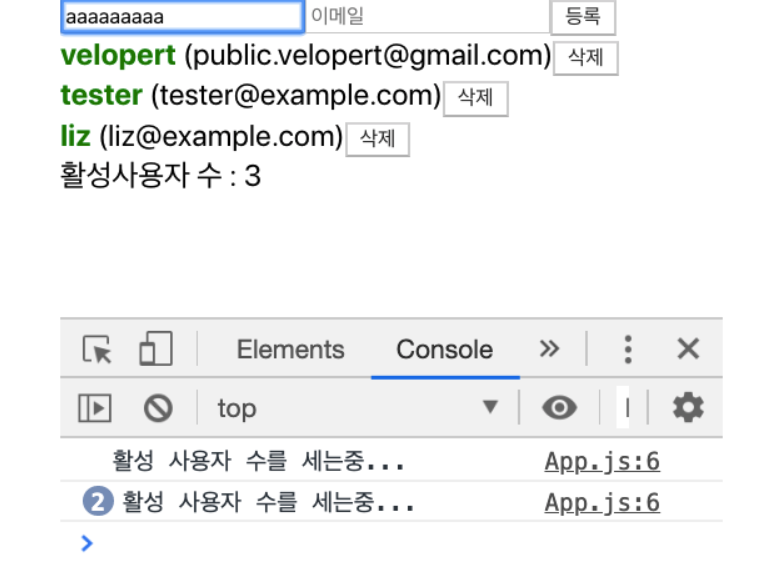 aaaaaaaaaa 이메일 등록
velopert (public.velopert@gmail.com) 삭제
tester (tester@example.com) 삭제
liz (liz@example.com) 삭제
활성사용자 수 : 3
Elements Console
top
활성 사용자 수를 세는중... App.js:6
2 활성 사용자 수를 세는중... App.js:6